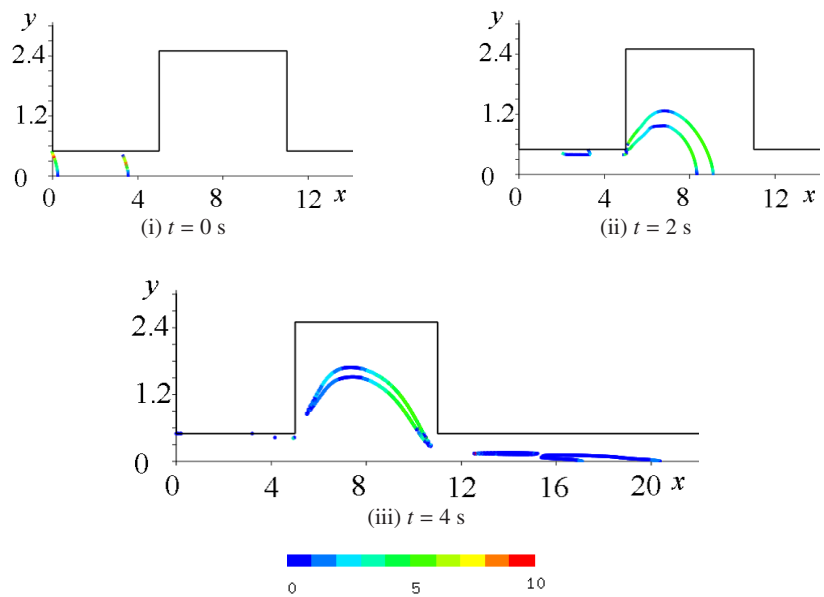 y
2.4
1.2
0
0 4 8 12 x
(i) t = 0 s
y
2.4
1.2
0
0 4 8 12 x
(ii) t = 2 s
y
2.4
1.2
0
0 4 8 12 16 20 x
(iii) t = 4 s
0 5 10